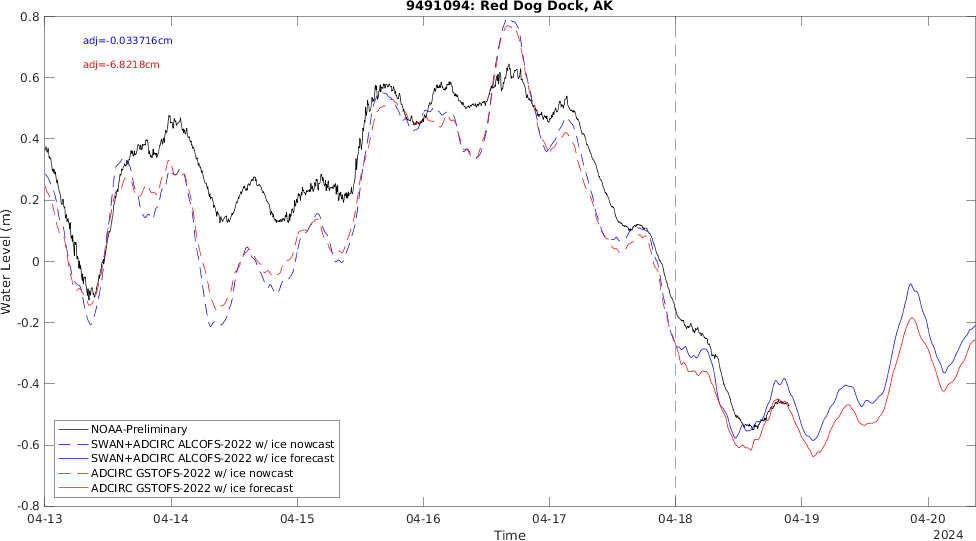 9491094: Red Dog Dock, AK
adj=-0.033716cm
adj=-6.8218cm
0.8
0.6
0.4
0.2
0
-0.2
-0.4
-0.6
-0.8
Water Level (m)
NOAA-Preliminary
SWAN+ADCIRC ALCOFS-2022 w/ ice nowcast
SWAN+ADCIRC ALCOFS-2022 w/ ice forecast
ADCIRC GSTOFS-2022 w/ ice nowcast
ADCIRC GSTOFS-2022 w/ ice forecast
04-13 04-14 04-15 04-16 04-17 04-18 04-19 04-20
Time
2024